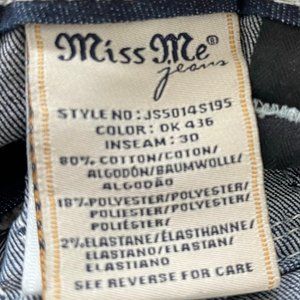 Miss Me®
jeans
STYLE NO: JS5014S195
COLOR: DK 436
INSEAM: 30
80% COTTON/COTON/
ALGODÓN/BAUMWOLLE/
ALGODÃO
18% POLYESTER/POLYESTER/
POLIÉSTER/POLYESTER/
POLIÉSTER/
2% ELASTANE/ÉLASTHANNE/
ELASTANO/ELASTAN/
ELASTIANO
SEE REVERSE FOR CARE